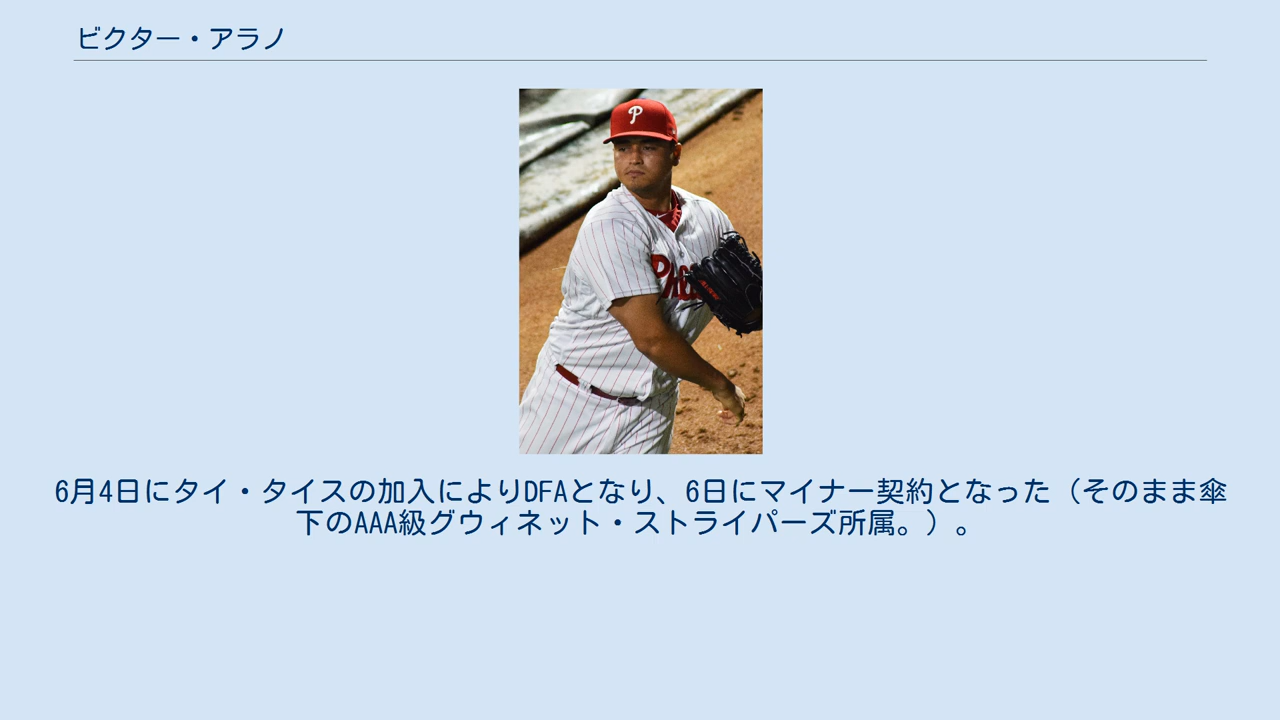 ビクター・アラノ
P
Phi
6月4日にタイ・タイスの加入によりDFAとなり、6日にマイナー契約となった（そのまま傘
下のAAA級グウィネット・ストライパーズ所属。）。